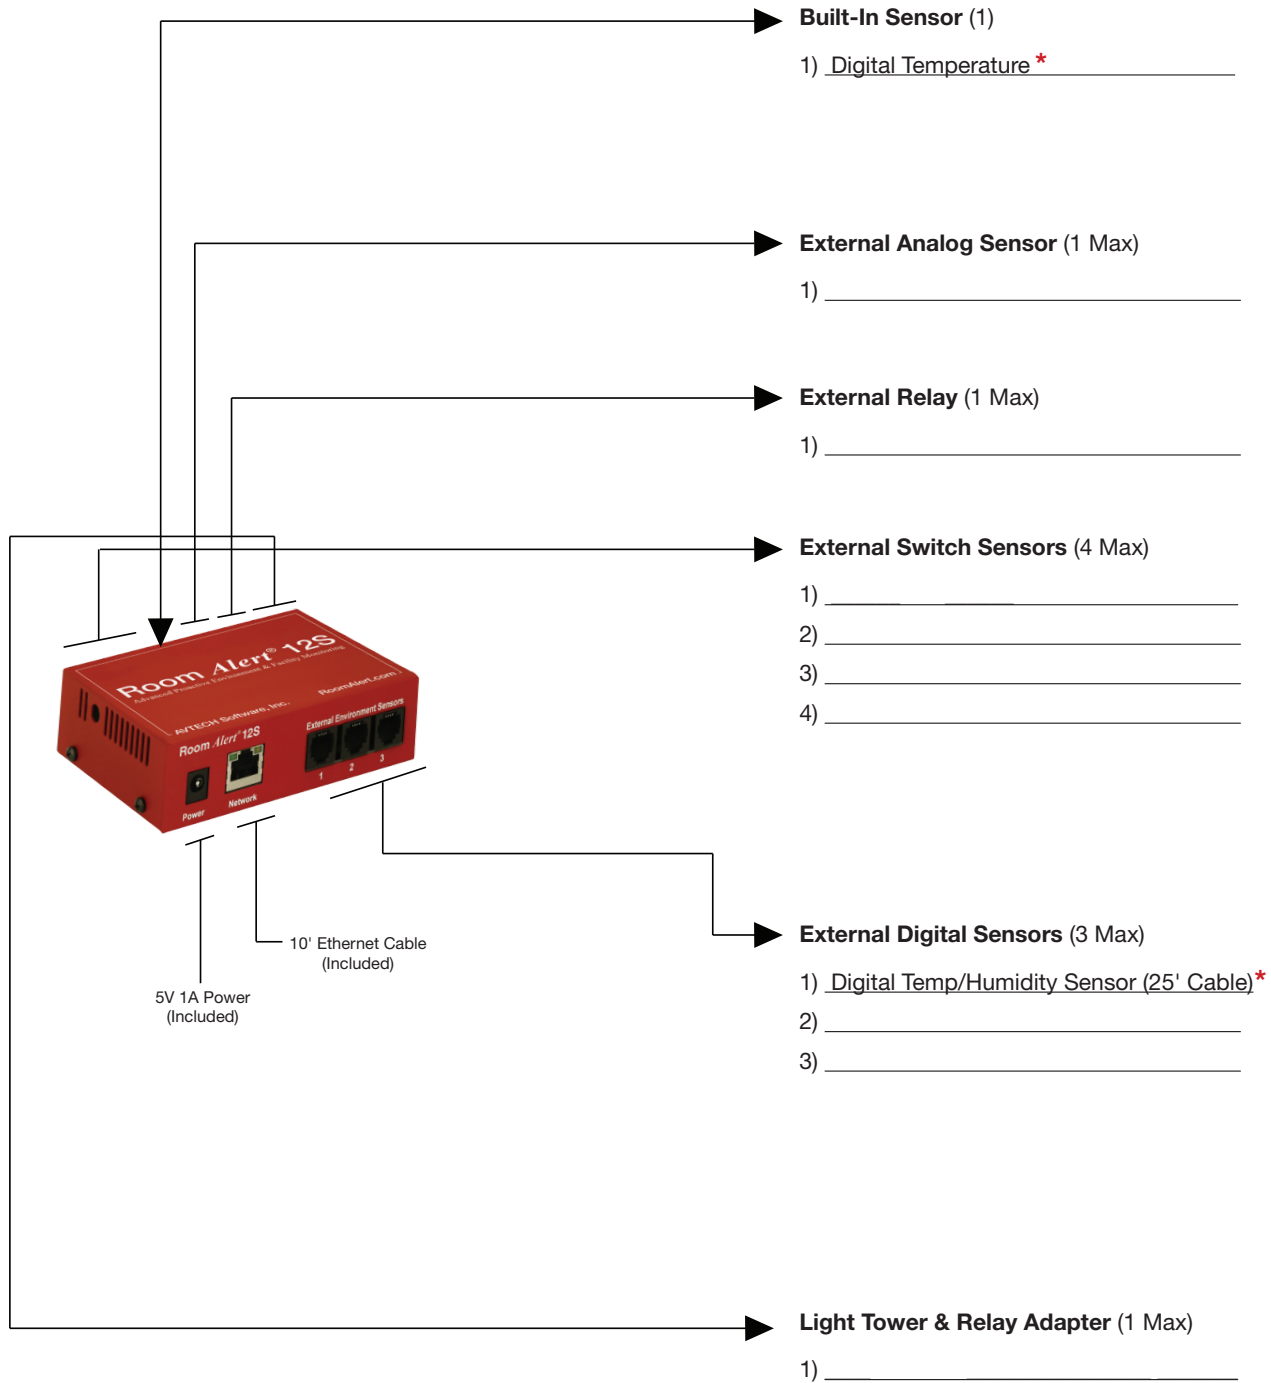 Built-In Sensor (1)
1) Digital Temperature *
External Analog Sensor (1 Max)
1)
External Relay (1 Max)
1)
External Switch Sensors (4 Max)
1)
2)
3)
4)
Room Alert® 12S
Advanced Proactive Environment & Facility Monitoring
AVTECH Software, Inc.
RoomAlert.com
Room Alert® 12S
External Environment Sensors
1 2 3
Power
Network
10' Ethernet Cable
(Included)
5V 1A Power
(Included)
External Digital Sensors (3 Max)
1) Digital Temp/Humidity Sensor (25' Cable)*
2)
3)
Light Tower & Relay Adapter (1 Max)
1)